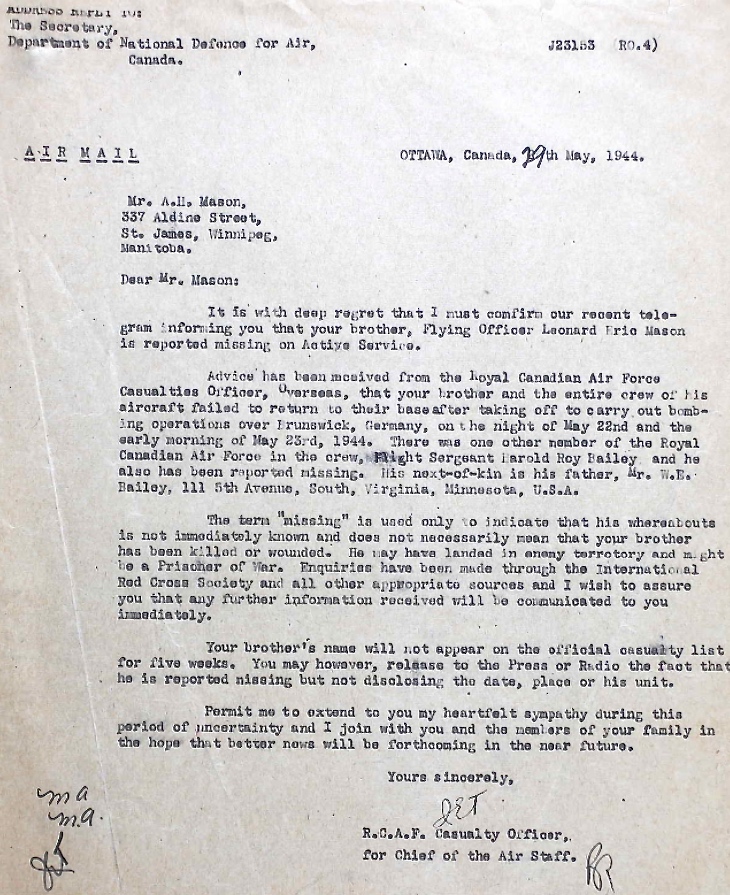 ADDRESS REPLY TO:
The Secretary,
Department of National Defence for Air,
Canada.
J23153 (RO.4)
AIR MAIL
OTTAWA, Canada, 29th May, 1944.
Mr. A.H. Mason,
337 Aldine Street,
St. James, Winnipeg,
Manitoba.
Dear Mr. Mason:
It is with deep regret that I must confirm our recent tele-
gram informing you that your brother, Flying Officer Leonard Eric Mason
is reported missing on Active Service.
Advice has been received from the Royal Canadian Air Force
Casualties Officer, Overseas, that your brother and the entire crew of his
aircraft failed to return to their baseafter taking off to carry out bomb-
ing operations over Brunswick, Germany, on the night of May 22nd and the
early morning of May 23rd, 1944. There was one other member of the Royal
Canadian Air Force in the crew, Flight Sergeant Harold Roy Bailey and he
also has been reported missing. His next-of-kin is his father, Mr. W.E.
Bailey, 111 5th Avenue, South, Virginia, Minnesota, U.S.A.
The term "missing" is used only to indicate that his whereabouts
is not immediately known and does not necessarily mean that your brother
has been killed or wounded. He may have landed in enemy terrotory and might
be a Prisoner of War. Enquiries have been made through the International
Red Cross Society and all other appropriate sources and I wish to assure
you that any further information received will be communicated to you
immediately.
Your brother's name will not appear on the official casualty list
for five weeks. You may however, release to the Press or Radio the fact that
he is reported missing but not disclosing the date, place or his unit.
Permit me to extend to you my heartfelt sympathy during this
period of uncertainty and I join with you and the members of your family in
the hope that better news will be forthcoming in the near future.
Yours sincerely,
R.C.A.F. Casualty Officer,
for Chief of the Air Staff.